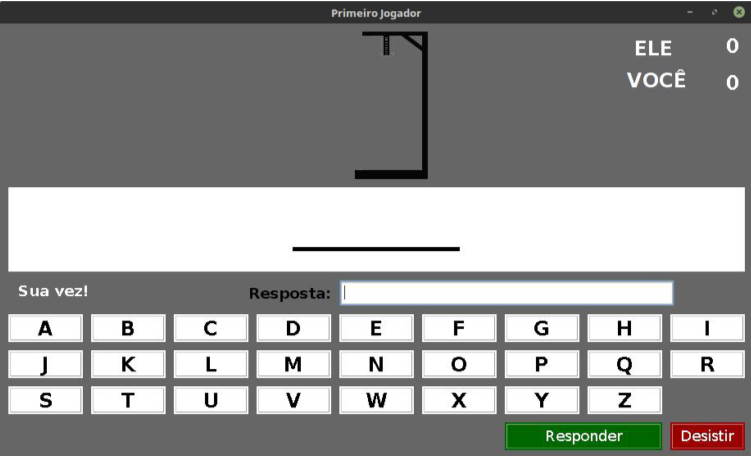 Primeiro Jogador
ELE 0
VOCÊ 0
Sua vez!
Resposta:
A B C D E F G H I
J K L M N O P Q R
S T U V W X Y Z
Responder Desistir